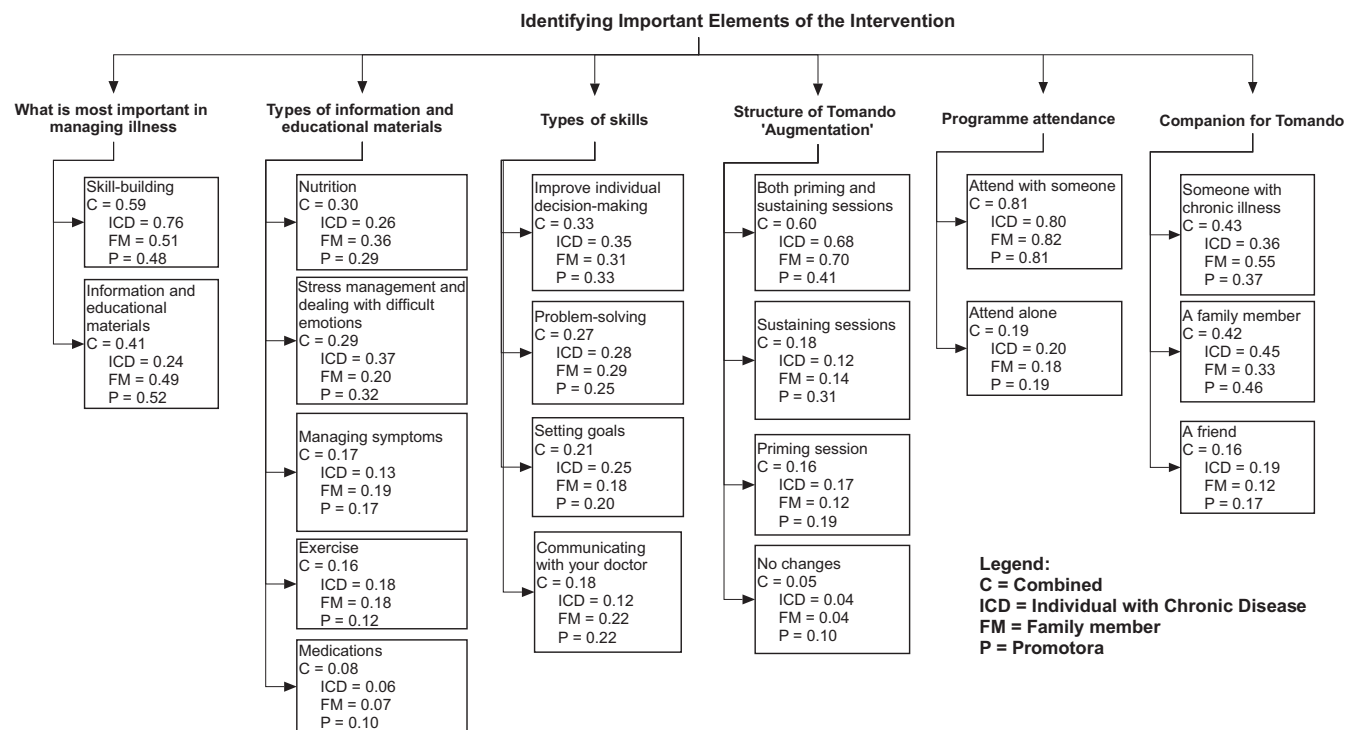 Identifying Important Elements of the Intervention
What is most important in
managing illness
Skill-building
C = 0.59
ICD = 0.76
FM = 0.51
P = 0.48
Information and
educational
materials
C = 0.41
ICD = 0.24
FM = 0.49
P = 0.52
Types of information and
educational materials
Nutrition
C = 0.30
ICD = 0.26
FM = 0.36
P = 0.29
Stress management and
dealing with difficult
emotions
C = 0.29
ICD = 0.37
FM = 0.20
P = 0.32
Managing symptoms
C = 0.17
ICD = 0.13
FM = 0.19
P = 0.17
Exercise
C = 0.16
ICD = 0.18
FM = 0.18
P = 0.12
Medications
C = 0.08
ICD = 0.06
FM = 0.07
P = 0.10
Types of skills
Improve individual
decision-making
C = 0.33
ICD = 0.35
FM = 0.31
P = 0.33
Problem-solving
C = 0.27
ICD = 0.28
FM = 0.29
P = 0.25
Setting goals
C = 0.21
ICD = 0.25
FM = 0.18
P = 0.20
Communicating
with your doctor
C = 0.18
ICD = 0.12
FM = 0.22
P = 0.22
Structure of Tomando
'Augmentation'
Both priming and
sustaining sessions
C = 0.60
ICD = 0.68
FM = 0.70
P = 0.41
Sustaining sessions
C = 0.18
ICD = 0.12
FM = 0.14
P = 0.31
Priming session
C = 0.16
ICD = 0.17
FM = 0.12
P = 0.19
No changes
C = 0.05
ICD = 0.04
FM = 0.04
P = 0.10
Programme attendance
Attend with someone
C = 0.81
ICD = 0.80
FM = 0.82
P = 0.81
Attend alone
C = 0.19
ICD = 0.20
FM = 0.18
P = 0.19
Companion for Tomando
Someone with
chronic illness
C = 0.43
ICD = 0.36
FM = 0.55
P = 0.37
A family member
C = 0.42
ICD = 0.45
FM = 0.33
P = 0.46
A friend
C = 0.16
ICD = 0.19
FM = 0.12
P = 0.17
Legend:
C = Combined
ICD = Individual with Chronic Disease
FM = Family member
P = Promotora